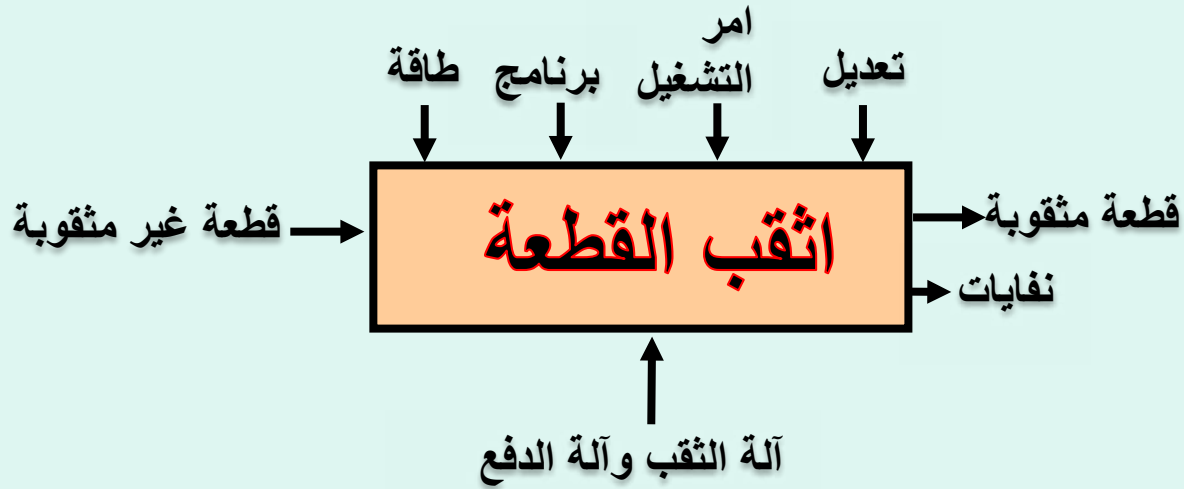 امر
التشغيل
تعديل
برنامج
طاقة
قطعة غير مثقوبة
اثقب القطعة
قطعة مثقوبة
نفايات
آلة الثقب وآلة الدفع